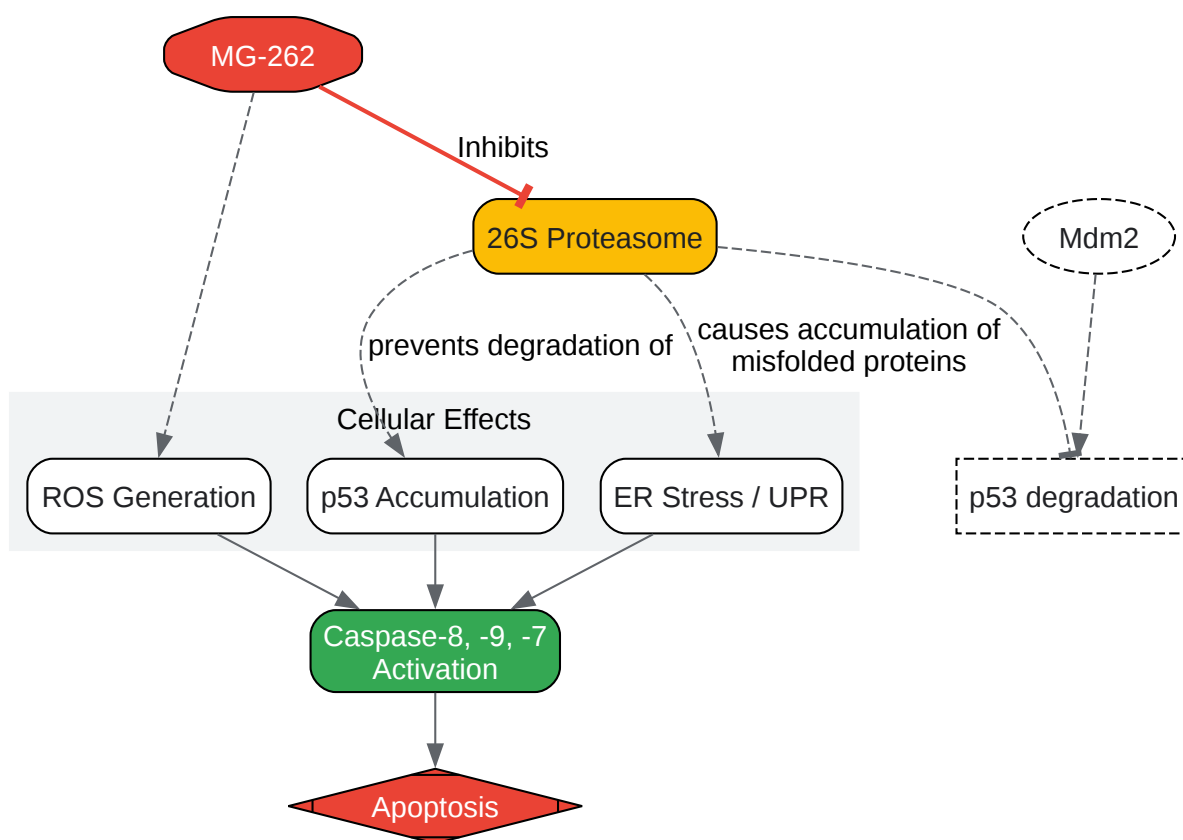 MG-262
Inhibits
26S Proteasome
Mdm2
prevents degradation of
causes accumulation of
misfolded proteins
Cellular Effects
ROS Generation
p53 Accumulation
ER Stress / UPR
p53 degradation
Caspase-8, -9, -7
Activation
Apoptosis